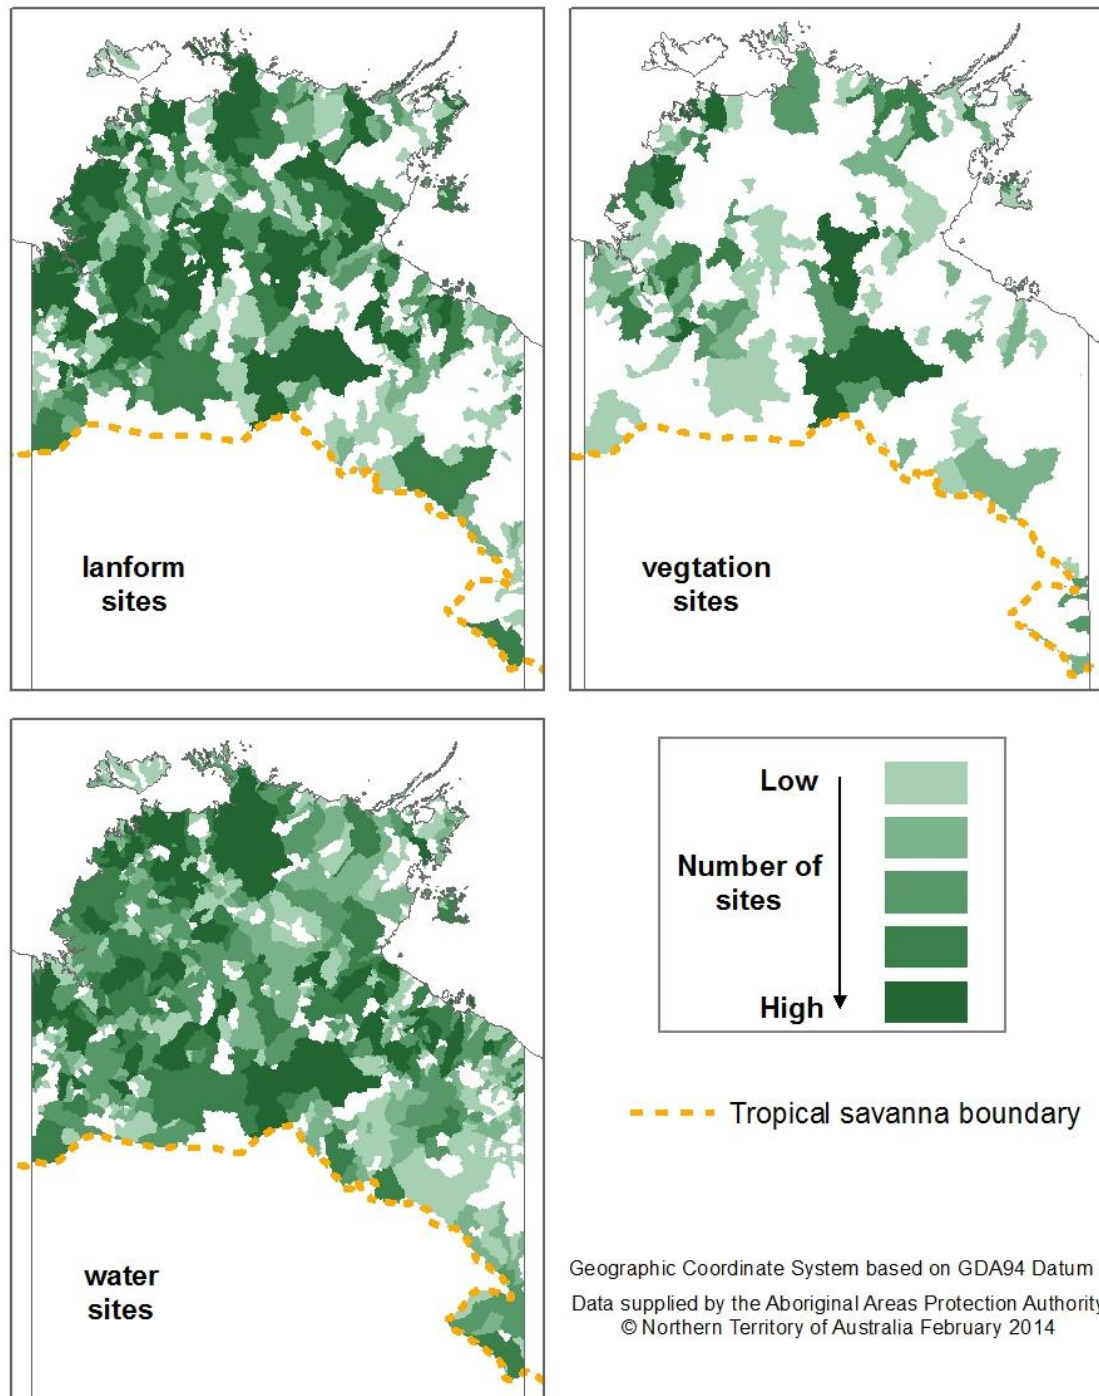 lanform
sites
vegtation
sites
water
sites
Low
Number of
sites
High
Tropical savanna boundary
Geographic Coordinate System based on GDA94 Datum
Data supplied by the Aboriginal Areas Protection Authority
© Northern Territory of Australia February 2014